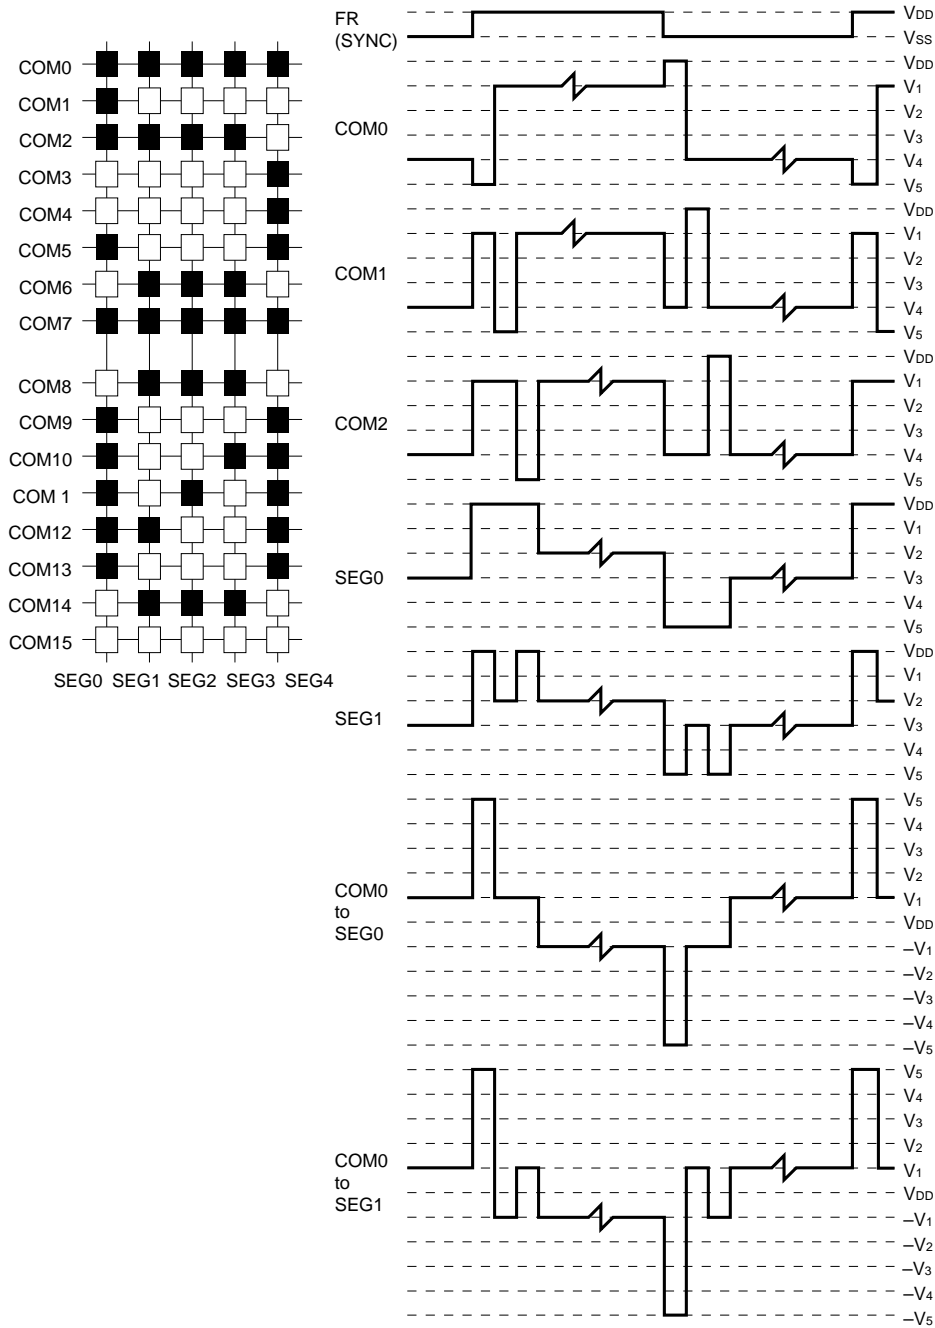 COM0
COM1
COM2
COM3
COM4
COM5
COM6
COM7
COM8
COM9
COM10
COM 1
COM12
COM13
COM14
COM15
SEG0 SEG1 SEG2 SEG3 SEG4
FR
(SYNC)
VDD
VSS
COM0
VDD
V1
V2
V3
V4
V5
COM1
VDD
V1
V2
V3
V4
V5
COM2
VDD
V1
V2
V3
V4
V5
SEG0
VDD
V1
V2
V3
V4
V5
SEG1
VDD
V1
V2
V3
V4
V5
COM0
to
SEG0
V5
V4
V3
V2
V1
VDD
–V1
–V2
–V3
–V4
–V5
COM0
to
SEG1
V5
V4
V3
V2
V1
VDD
–V1
–V2
–V3
–V4
–V5